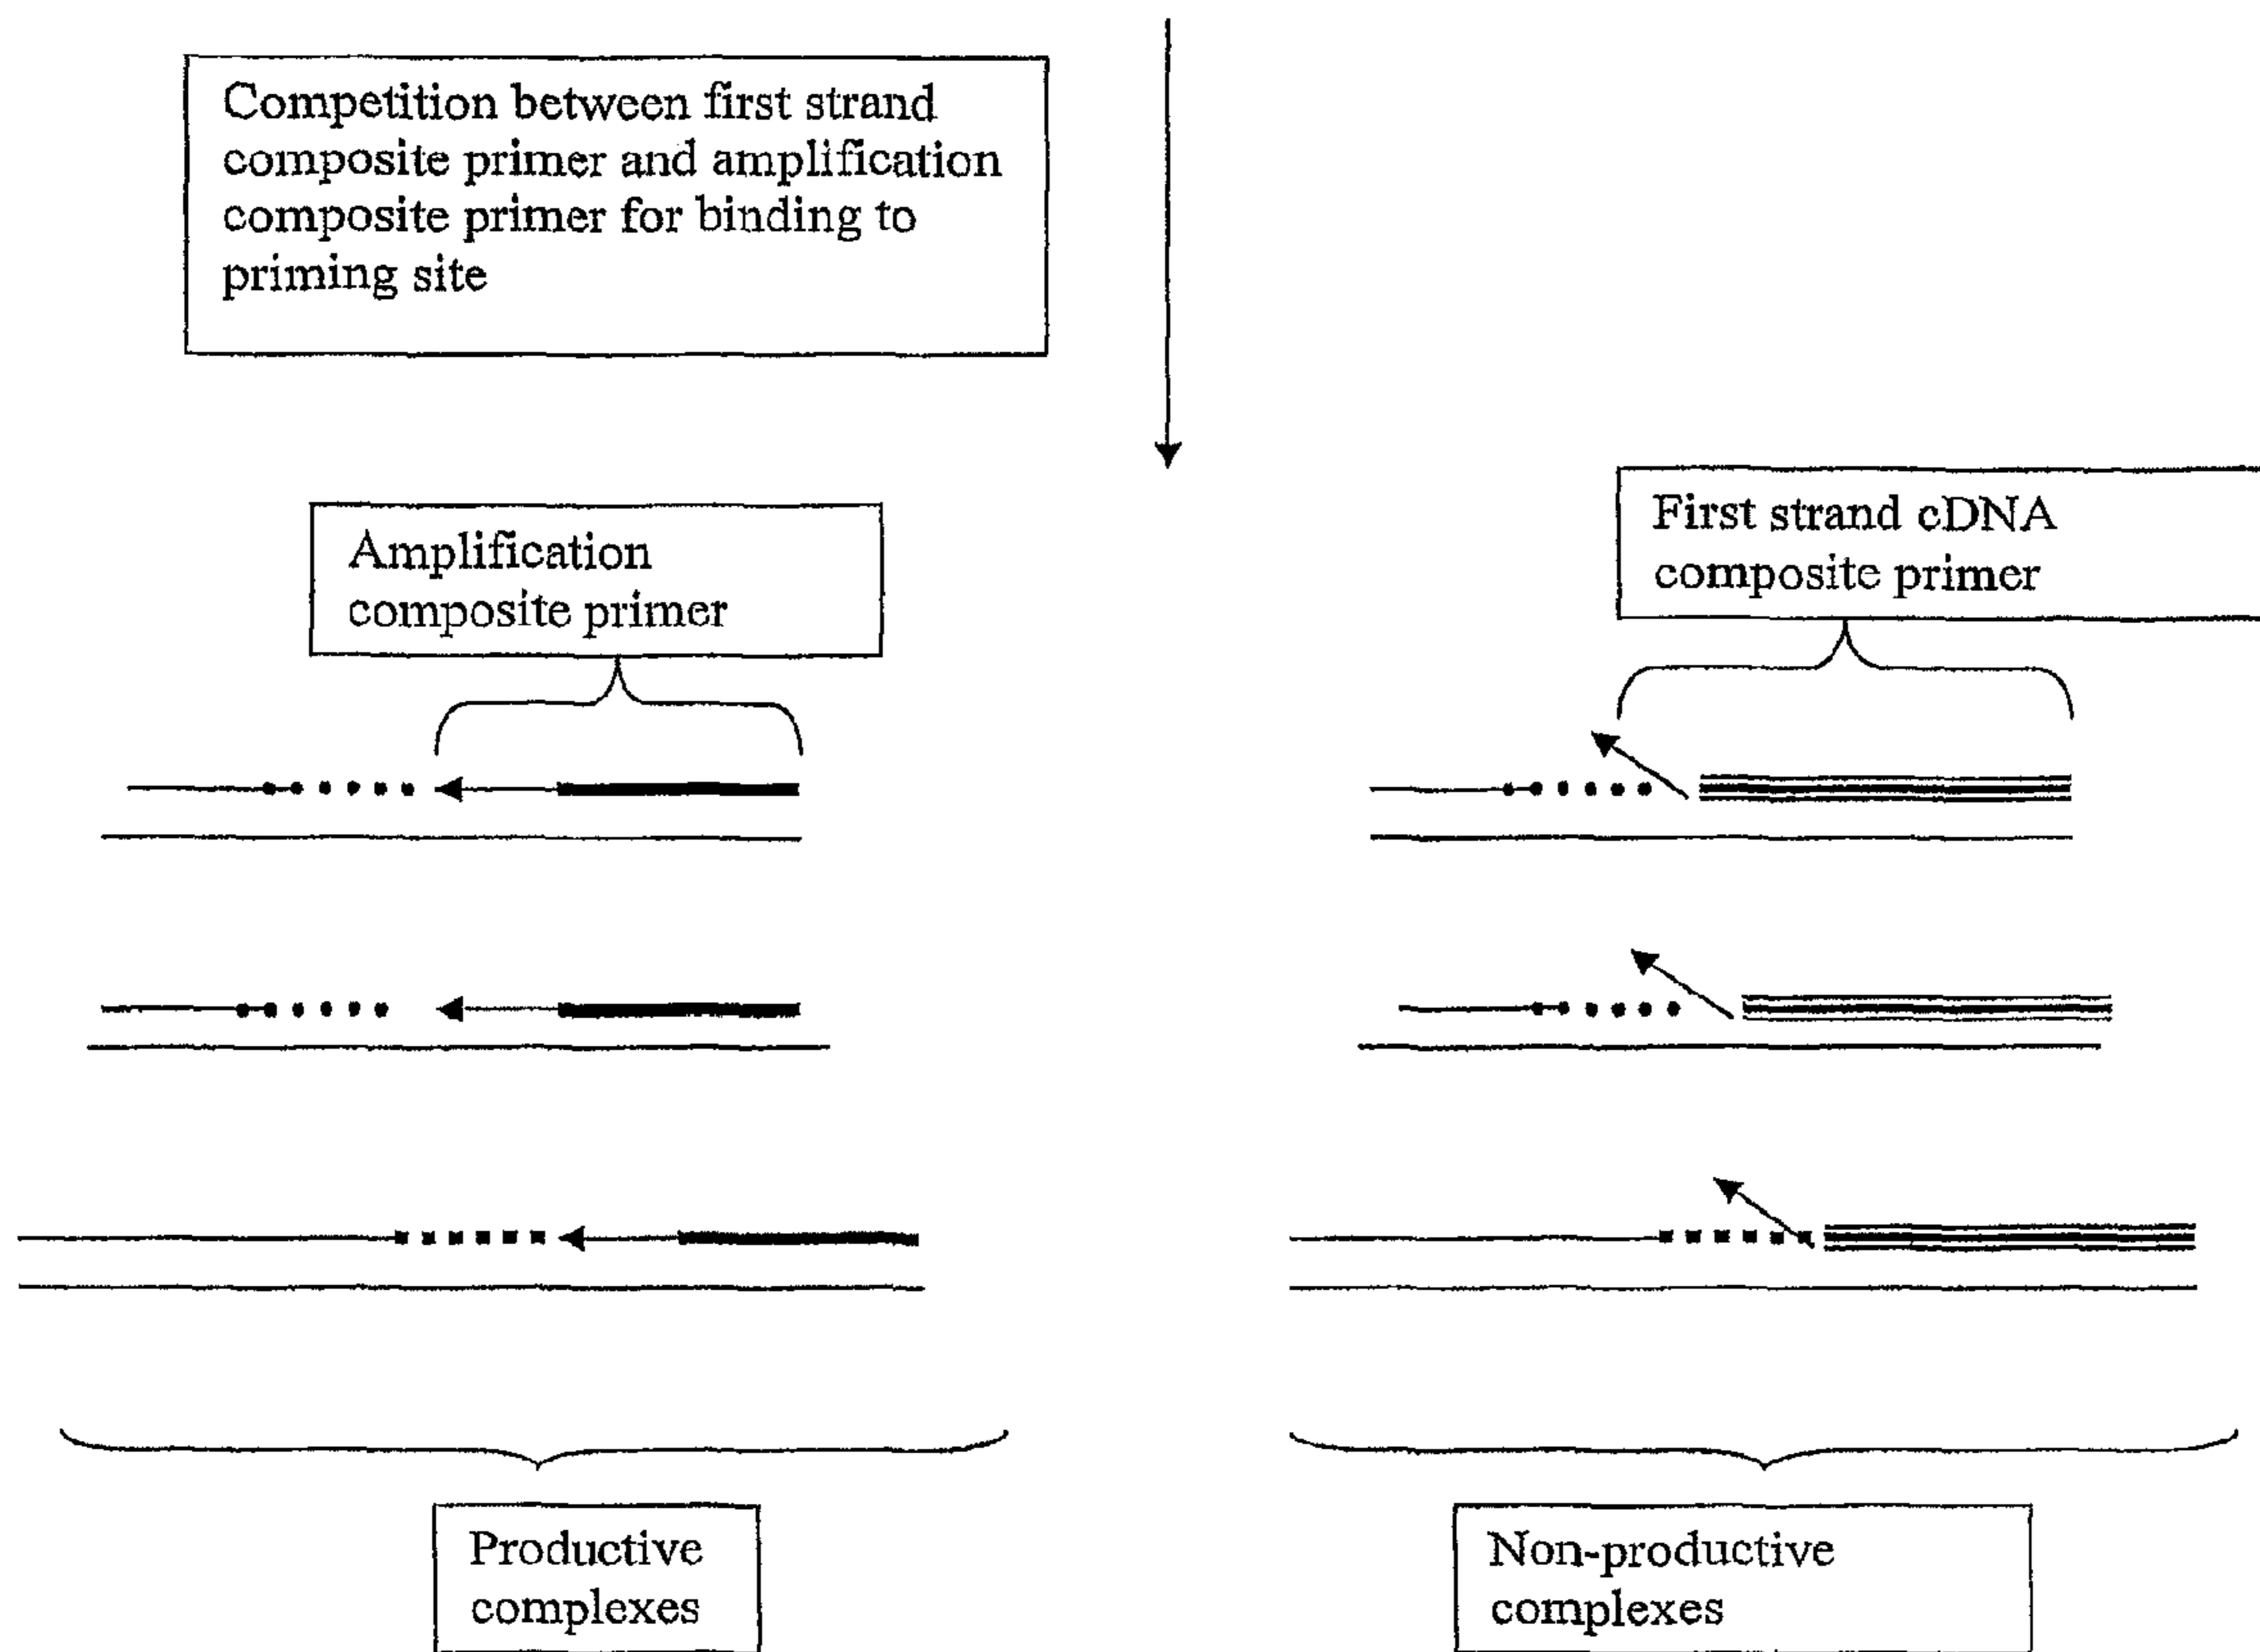 Competition between first strand
composite primer and amplification
composite primer for binding to
priming site
Amplification
composite primer
First strand cDNA
composite primer
Productive
complexes
Non-productive
complexes